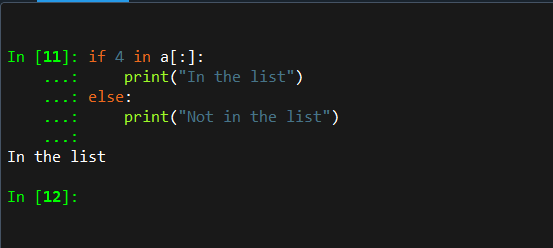 In [11]: if 4 in a[:]:
    ...:     print("In the list")
    ...: else:
    ...:     print("Not in the list")
    ...:
In the list
In [12]: